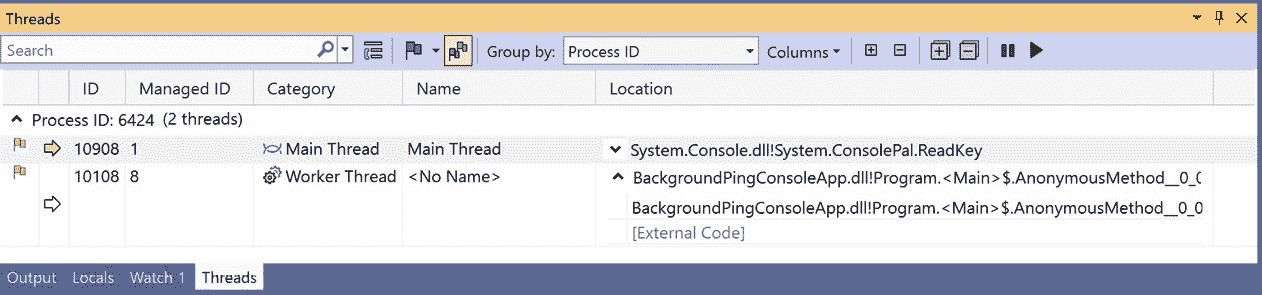 Threads
Search Group by: Process ID Columns
ID Managed ID Category Name Location
Process ID: 6424 (2 threads)
10908 1 Main Thread Main Thread System.Console.dll!System.ConsolePal.ReadKey
10108 8 Worker Thread <No Name> BackgroundPingConsoleApp.dll!Program.<Main>$.AnonymousMethod__0_0
BackgroundPingConsoleApp.dll!Program.<Main>$.AnonymousMethod__0_0
[External Code]
Output Locals Watch 1 Threads